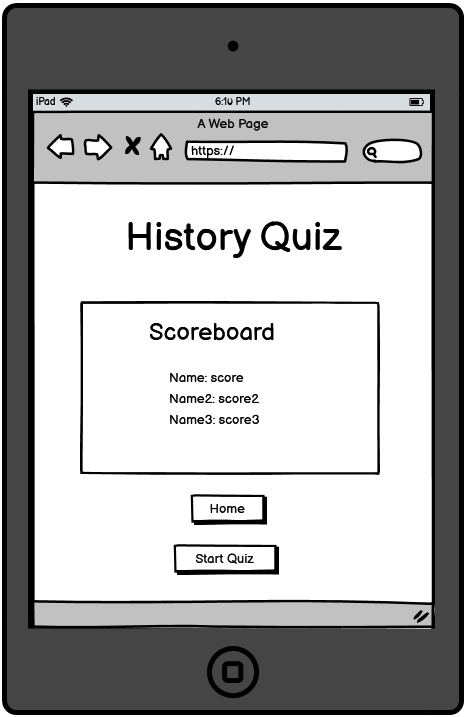 iPad
6:10 PM
A Web Page
https://
History Quiz
Scoreboard
Name: score
Name2: score2
Name3: score3
Home
Start Quiz